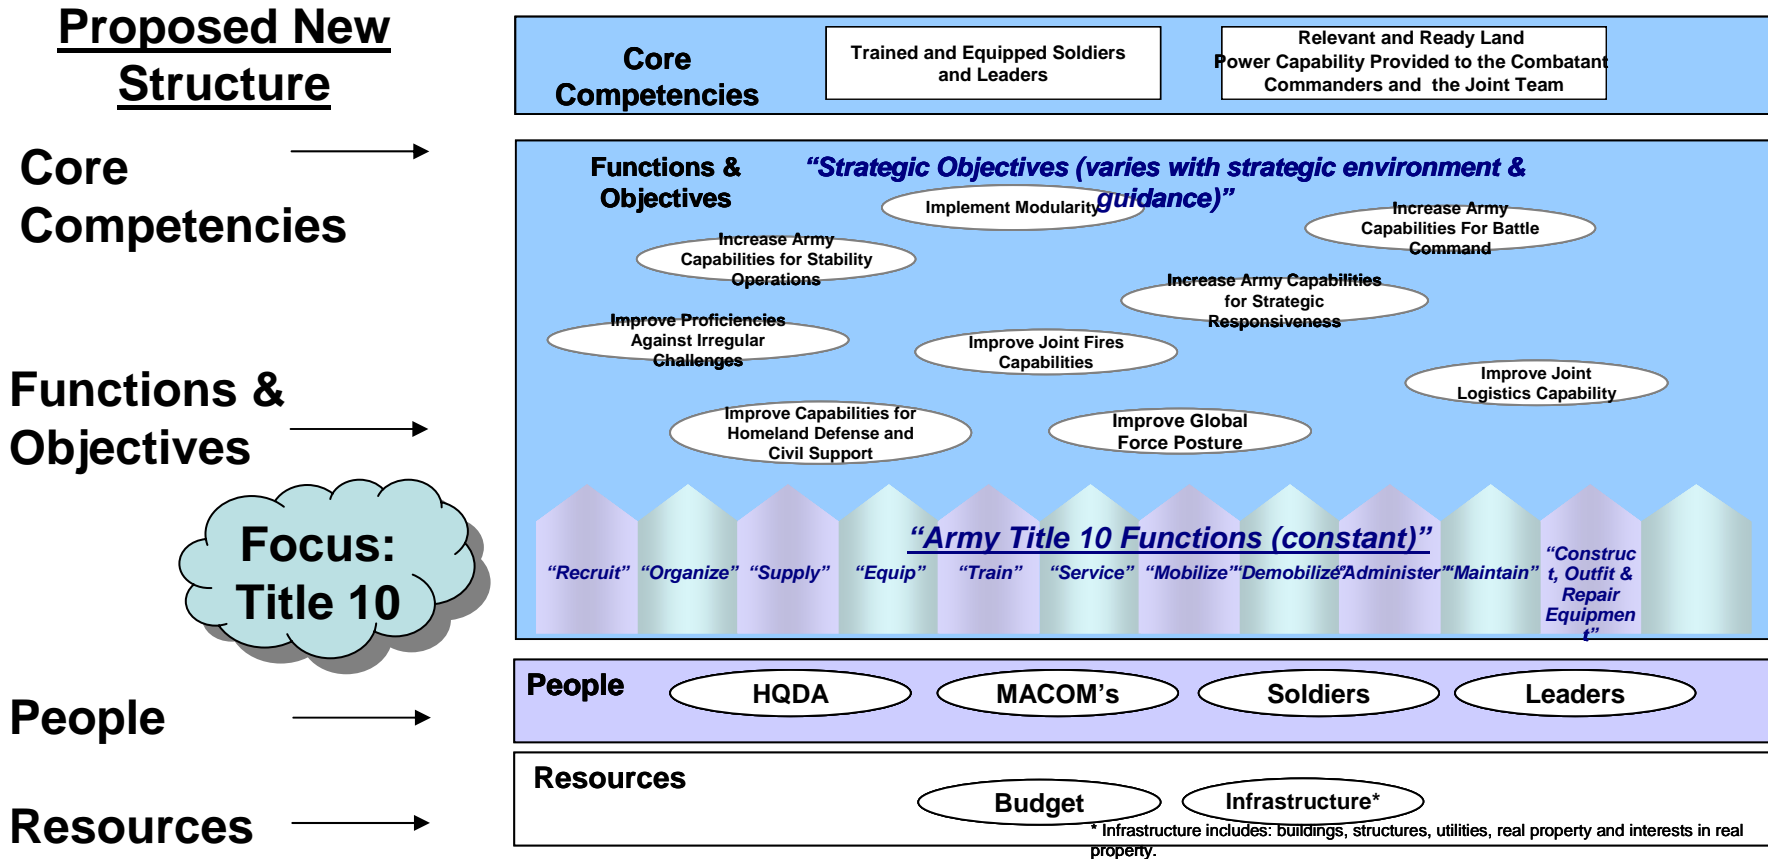 Proposed New
Structure
Core
Competencies
Functions &
Objectives
Focus:
Title 10
People
Resources
Core
Competencies
Trained and Equipped Soldiers
and Leaders
Relevant and Ready Land
Power Capability Provided to the Combatant
Commanders and the Joint Team
Functions &
Objectives
“Strategic Objectives (varies with strategic environment &
guidance)”
Implement Modularity
Increase Army
Capabilities For Battle
Command
Increase Army
Capabilities for Stability
Operations
Increase Army Capabilities
for Strategic
Responsiveness
Improve Proficiencies
Against Irregular
Challenges
Improve Joint Fires
Capabilities
Improve Joint
Logistics Capability
Improve Capabilities for
Homeland Defense and
Civil Support
Improve Global
Force Posture
“Army Title 10 Functions (constant)”
“Recruit”
“Organize”
“Supply”
“Equip”
“Train”
“Service”
“Mobilize”
“Demobilize”
“Administer”
“Maintain”
“Construc
t, Outfit &
Repair
Equipmen
t”
People
HQDA
MACOM’s
Soldiers
Leaders
Resources
Budget
Infrastructure*
* Infrastructure includes: buildings, structures, utilities, real property and interests in real
property.